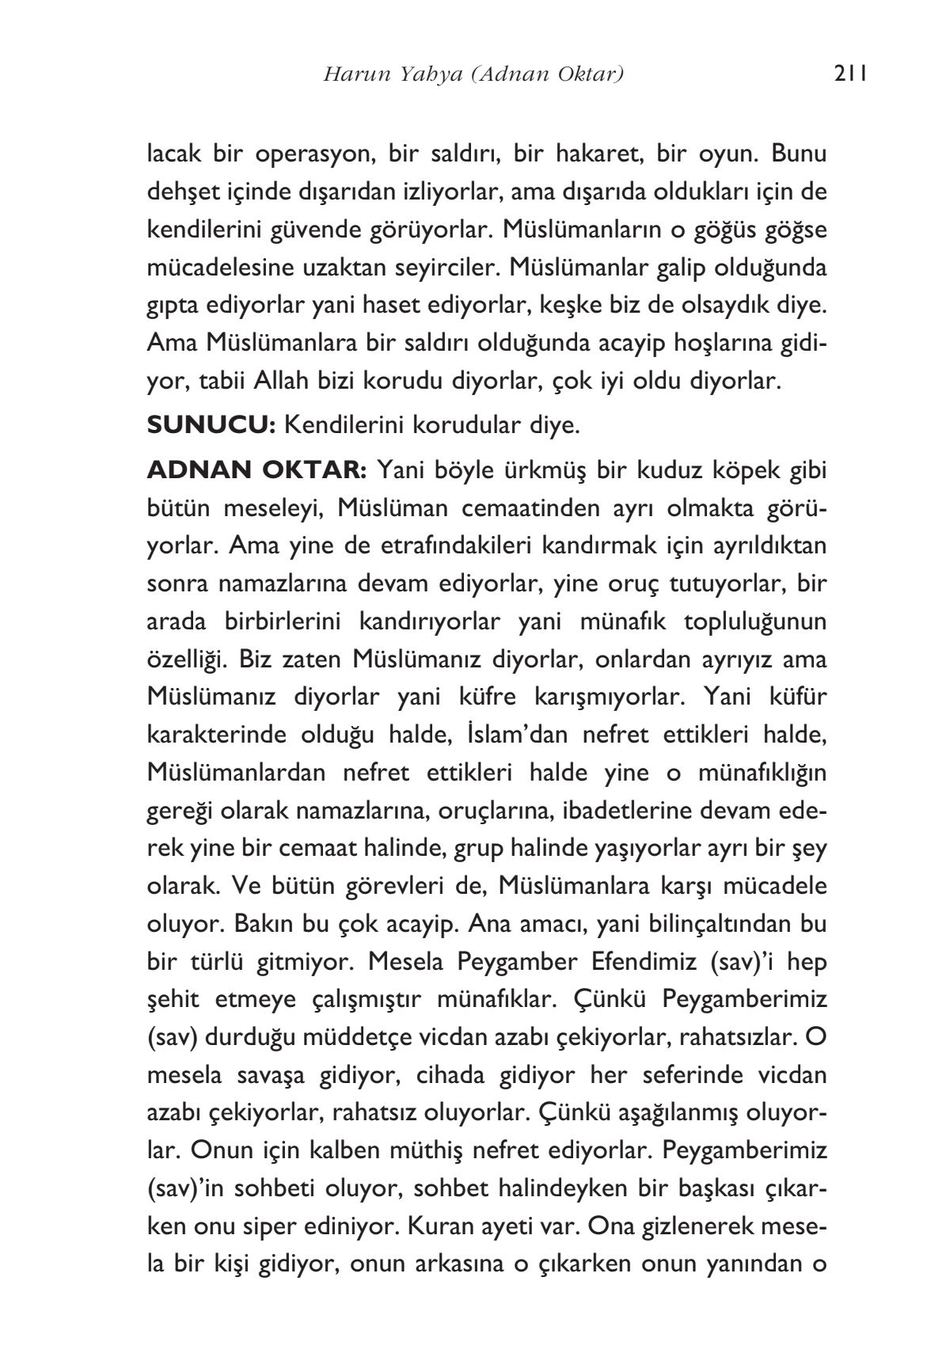 Harun Yahya (Adnan Oktar)
211
lacak bir operasyon, bir saldırı, bir hakaret, bir oyun. Bunu
dehşet içinde dışarıdan izliyorlar, ama dışarıda oldukları için de
kendilerini güvende görüyorlar. Müslümanların o göğüs göğse
mücadelesine uzaktan seyirciler. Müslümanlar galip olduğunda
gıpta ediyorlar yani haset ediyorlar, keşke biz de olsaydık diye.
Ama Müslümanlara bir saldırı olduğunda acayip hoşlarına gidi-
yor, tabii Allah bizi korudu diyorlar, çok iyi oldu diyorlar.
SUNUCU: Kendilerini korudular diye.
ADNAN OKTAR: Yani böyle ürkmüş bir kuduz köpek gibi
bütün meseleyi, Müslüman cemaatinden ayrı olmakta görü-
yorlar. Ama yine de etrafındakileri kandırmak için ayrıldıktan
sonra namazlarına devam ediyorlar, yine oruç tutuyorlar, bir
arada birbirlerini kandırıyorlar yani münafık topluluğunun
özelliği. Biz zaten Müslümanız diyorlar, onlardan ayrıyız ama
Müslümanız diyorlar yani küfre karışmıyorlar. Yani küfür
karakterinde olduğu halde, İslam’dan nefret ettikleri halde,
Müslümanlardan nefret ettikleri halde yine o münafıklığın
gereği olarak namazlarına, oruçlarına, ibadetlerine devam ede-
rek yine bir cemaat halinde, grup halinde yaşıyorlar ayrı bir şey
olarak. Ve bütün görevleri de, Müslümanlara karşı mücadele
oluyor. Bakın bu çok acayip. Ana amacı, yani bilinçaltından bu
bir türlü gitmiyor. Mesela Peygamber Efendimiz (sav)’i hep
şehit etmeye çalışmıştır münafıklar. Çünkü Peygamberimiz
(sav) durduğu müddetçe vicdan azabı çekiyorlar, rahatsızlar. O
mesela savaşa gidiyor, cihada gidiyor her seferinde vicdan
azabı çekiyorlar, rahatsız oluyorlar. Çünkü aşağılanmış oluyor-
lar. Onun için kalben müthiş nefret ediyorlar. Peygamberimiz
(sav)’in sohbeti oluyor, sohbet halindeyken bir başkası çıkar-
ken onu siper ediniyor. Kuran ayeti var. Ona gizlenerek mese-
la bir kişi gidiyor, onun arkasına o çıkarken onun yanından o